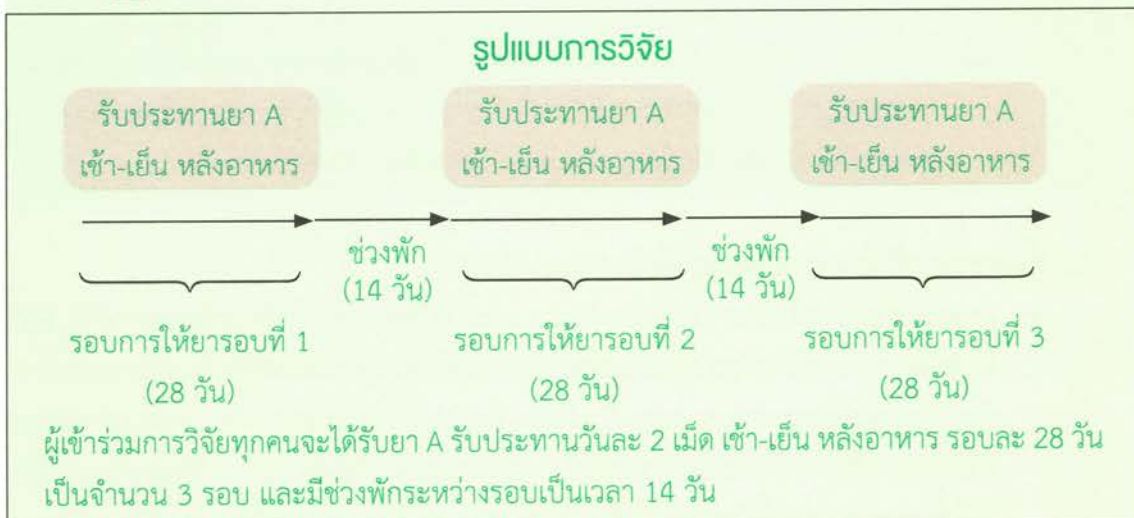 รูปแบบการวิจัย
รับประทานยา A
เช้า-เย็น หลังอาหาร
รับประทานยา A
เช้า-เย็น หลังอาหาร
รับประทานยา A
เช้า-เย็น หลังอาหาร
ช่วงพัก
(14 วัน)
ช่วงพัก
(14 วัน)
รอบการให้ยารอบที่ 1
(28 วัน)
รอบการให้ยารอบที่ 2
(28 วัน)
รอบการให้ยารอบที่ 3
(28 วัน)
ผู้เข้าร่วมการวิจัยทุกคนจะได้รับยา A รับประทานวันละ 2 เม็ด เช้า-เย็น หลังอาหาร รอบละ 28 วัน
เป็นจำนวน 3 รอบ และมีช่วงพักระหว่างรอบเป็นเวลา 14 วัน